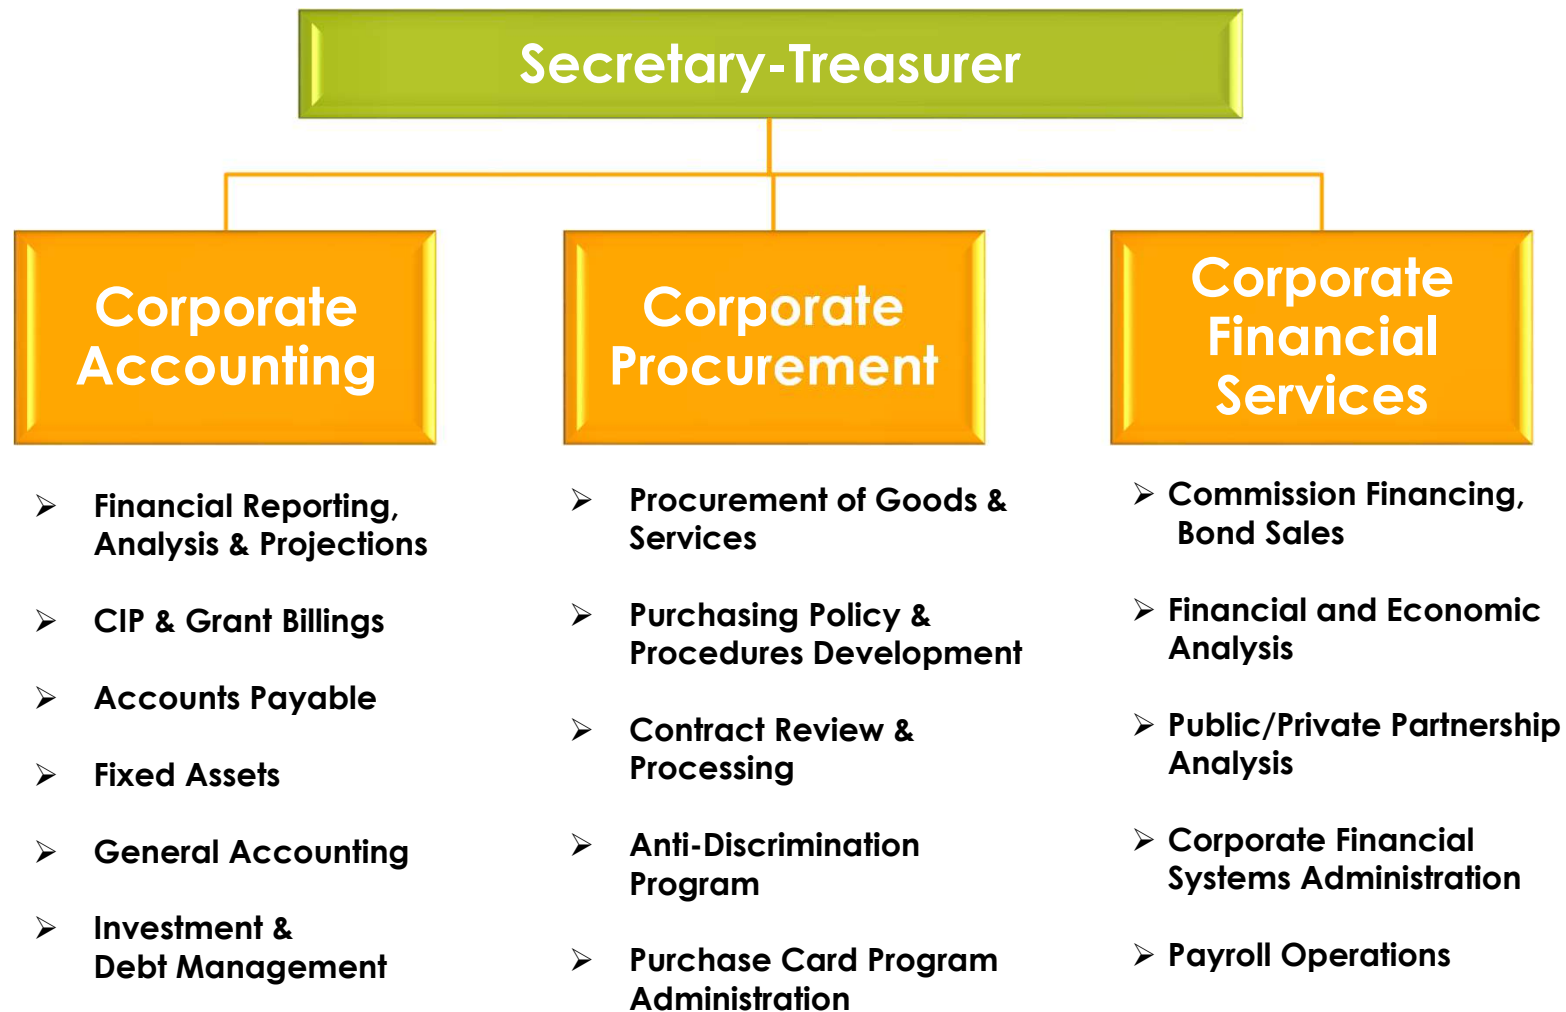 Secretary-Treasurer
Corporate
Accounting
Financial Reporting,
Analysis & Projections
CIP & Grant Billings
Accounts Payable
Fixed Assets
General Accounting
Investment &
Debt Management
Corporate
Procurement
Procurement of Goods &
Services
Purchasing Policy &
Procedures Development
Contract Review &
Processing
Anti-Discrimination
Program
Purchase Card Program
Administration
Corporate
Financial
Services
Commission Financing,
Bond Sales
Financial and Economic
Analysis
Public/Private Partnership
Analysis
Corporate Financial
Systems Administration
Payroll Operations